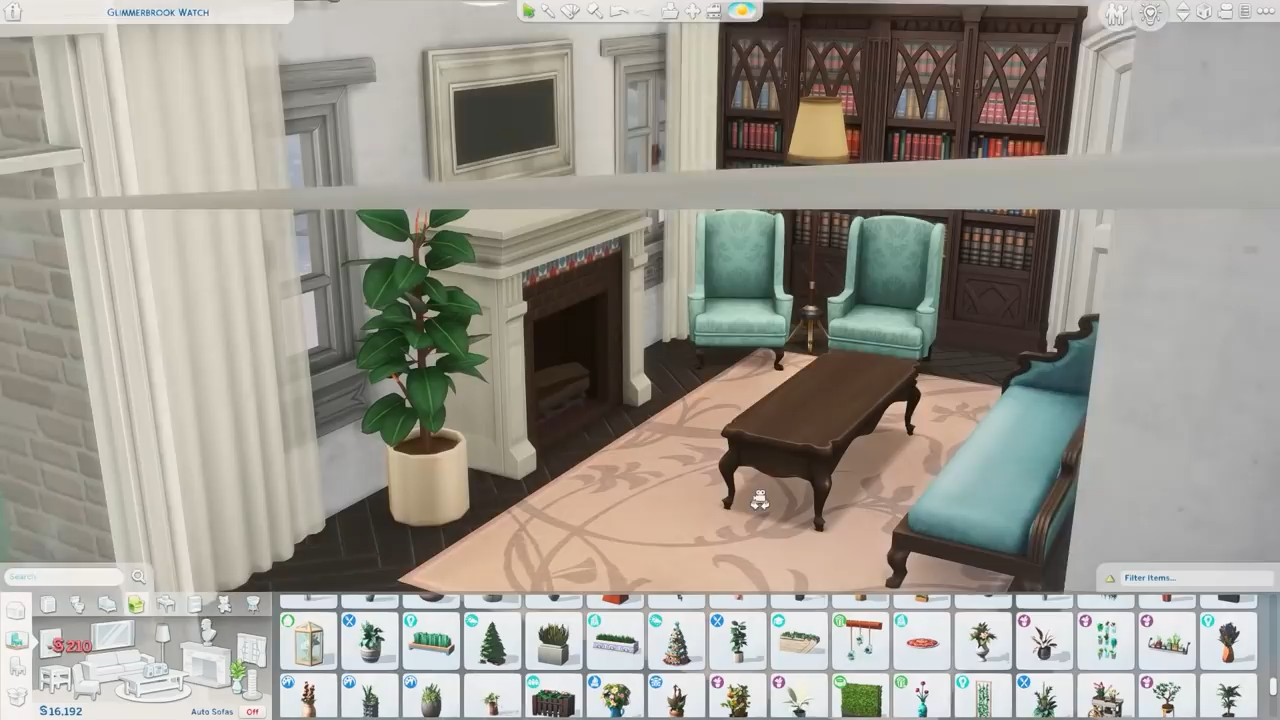 GLIMMERBROOK WATCH
Search
Filter Items...
-§210
§16,192
Auto Sofas Off